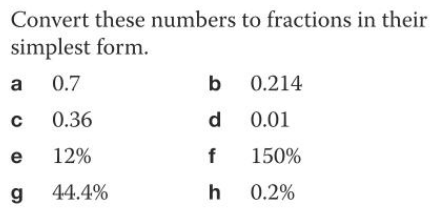 Convert these numbers to fractions in their
simplest form.
a 0.7 b 0.214
c 0.36 d 0.01
e 12% f 150%
g 44.4% h 0.2%